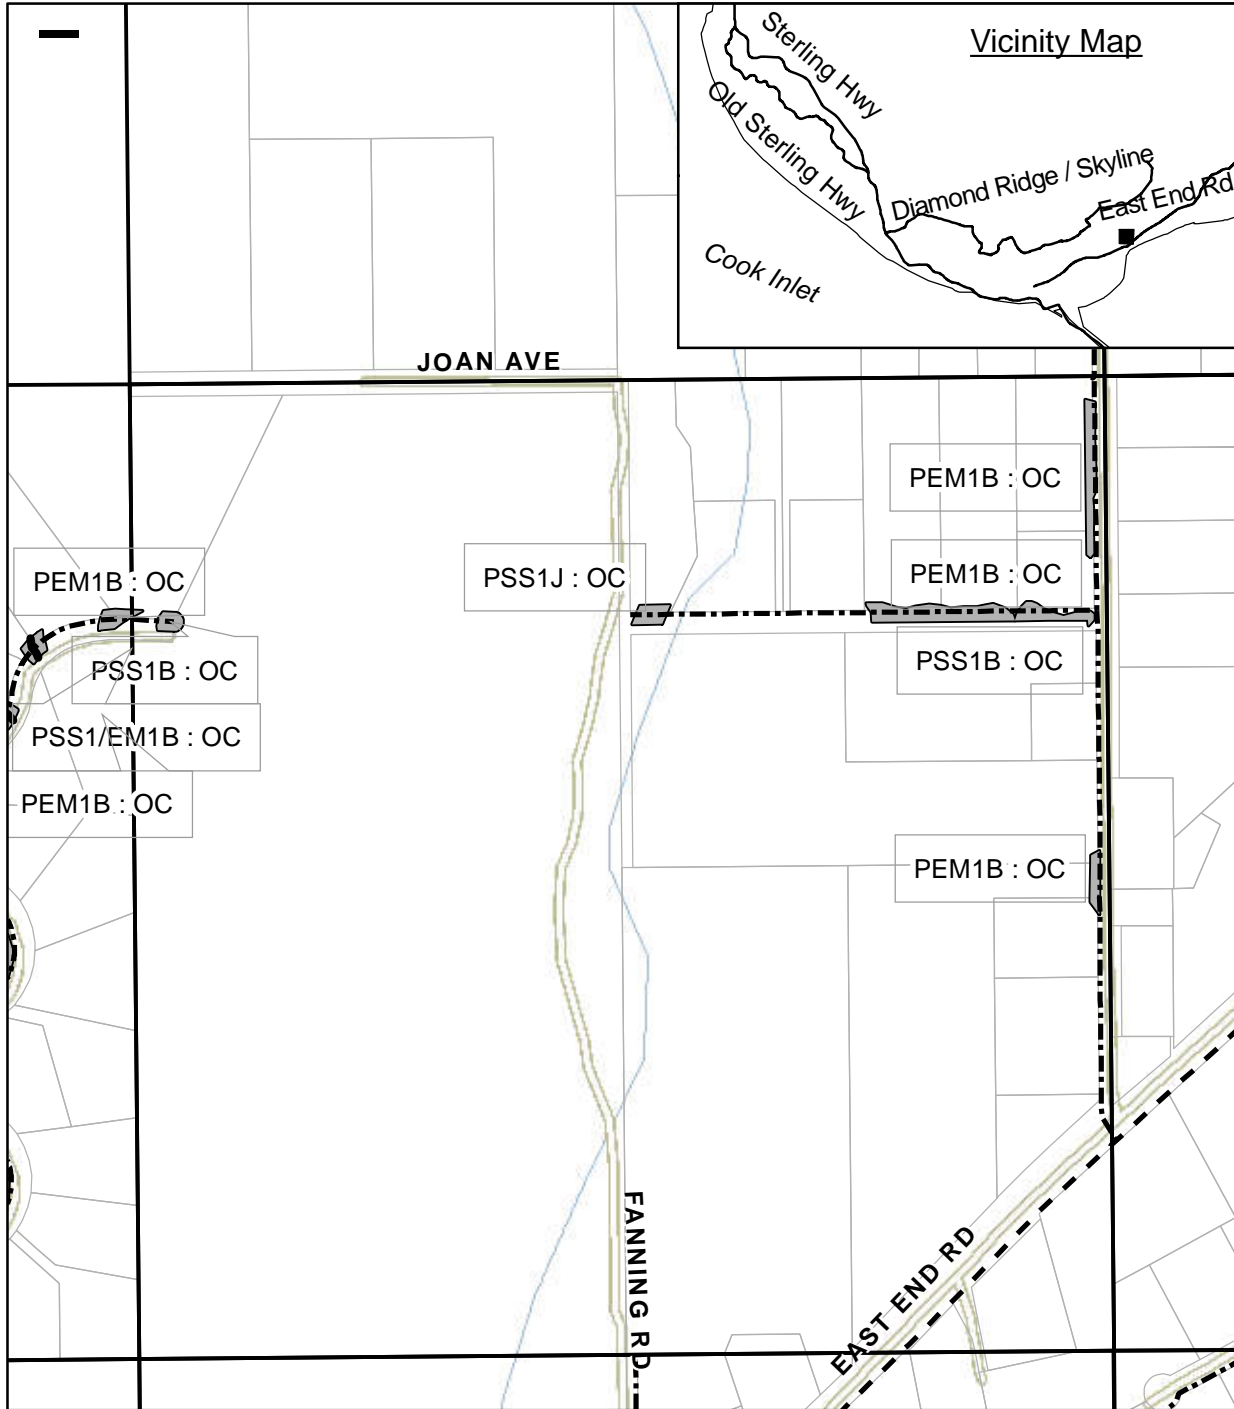 Vicinity Map
Sterling Hwy
Old Sterling Hwy
Diamond Ridge / Skyline
East End Rd
Cook Inlet
JOAN AVE
PEM1B : OC
PEM1B : OC
PSS1J : OC
PEM1B : OC
PSS1B : OC
PSS1B : OC
PSS1/EM1B : OC
PEM1B : OC
PEM1B : OC
FANNING RD
EAST END RD